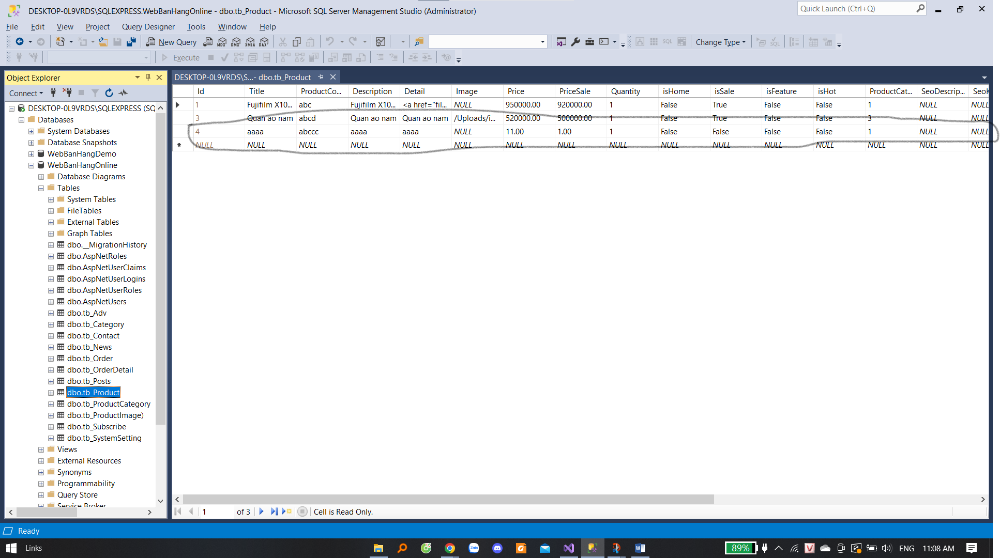 DESKTOP-0L9VRDS\SQLEXPRESS.WebBanHangOnline - dbo.tb_Product - Microsoft SQL Server Management Studio (Administrator)
Quick Launch (Ctrl+Q)
File Edit View Project Query Designer Tools Window Help
New Query MDX DMX XMLA DAX SQL Change Type
Execute
Object Explorer
DESKTOP-0L9VRDS\S...- dbo.tb_Product
Connect
Id Title ProductCo... Description Detail Image Price PriceSale Quantity isHome isSale isFeature isHot ProductCat... SeoDescrip... SeoK
1 Fujifilm X10... abc Fujifilm X10... <a href="fil... NULL 950000.00 920000.00 1 False True False False 1 NULL NULL
3 Quan ao nam abcd Quan ao nam Quan ao nam /Uploads/i... 520000.00 500000.00 1 False True False False 3 NULL NULL
4 aaaa abccc aaaa aaaa NULL 11.00 1.00 1 False False False False 1 NULL NULL
* NULL NULL NULL NULL NULL NULL NULL NULL NULL NULL NULL NULL NULL NULL NULL NULL
DESKTOP-0L9VRDS\SQLEXPRESS (SQ
Databases
System Databases
Database Snapshots
WebBanHangDemo
WebBanHangOnline
Database Diagrams
Tables
System Tables
FileTables
External Tables
Graph Tables
dbo.__MigrationHistory
dbo.AspNetRoles
dbo.AspNetUserClaims
dbo.AspNetUserLogins
dbo.AspNetUserRoles
dbo.AspNetUsers
dbo.tb_Adv
dbo.tb_Category
dbo.tb_Contact
dbo.tb_News
dbo.tb_Order
dbo.tb_OrderDetail
dbo.tb_Posts
dbo.tb_Product
dbo.tb_ProductCategory
dbo.tb_ProductImage)
dbo.tb_Subscribe
dbo.tb_SystemSetting
Views
External Resources
Synonyms
Programmability
Query Store
Service Broker
1 of 3 Cell is Read Only.
Ready
Links Zalo 89% V ENG 11:08 AM